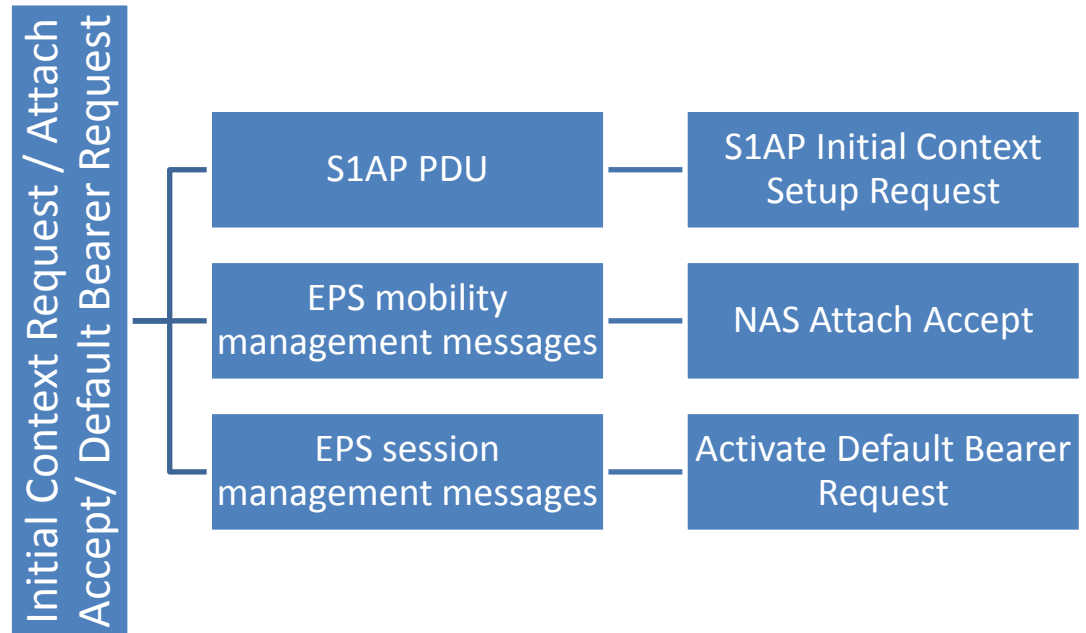 Initial Context Request / Attach
Accept/ Default Bearer Request
S1AP PDU
S1AP Initial Context
Setup Request
EPS mobility
management messages
NAS Attach Accept
EPS session
management messages
Activate Default Bearer
Request